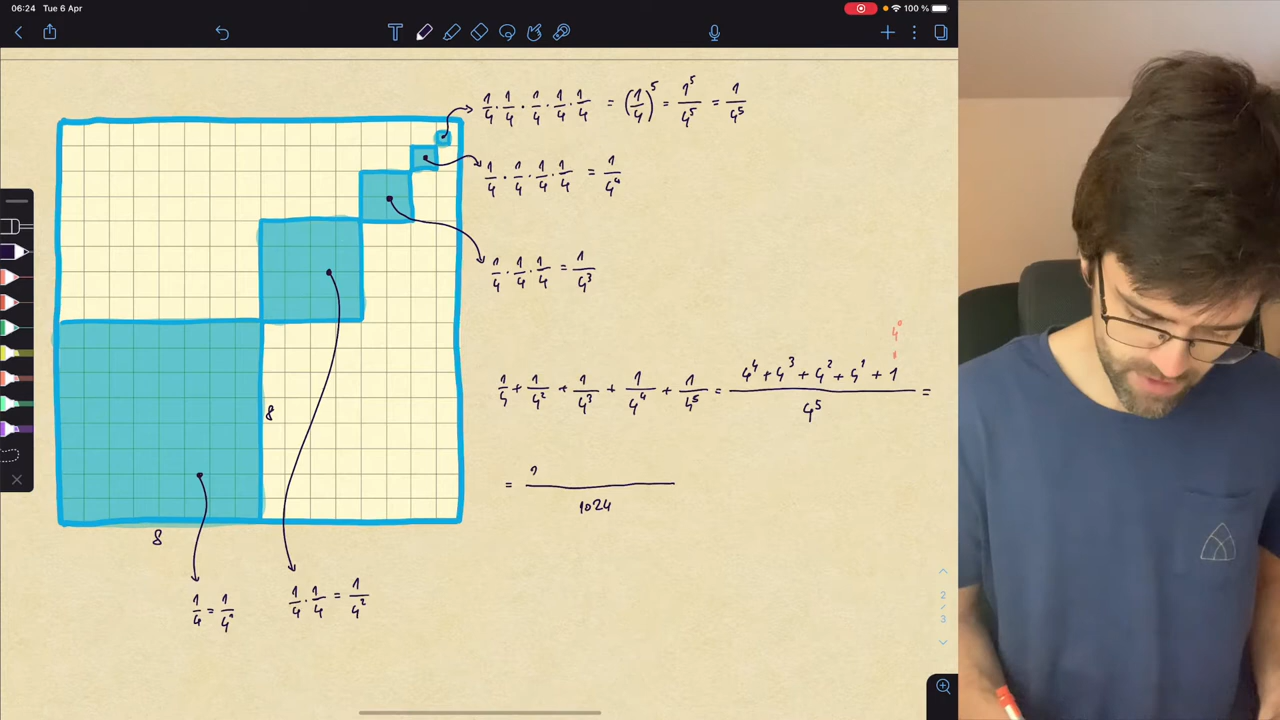 06:24 Tue 6 Apr
100 %
T
1/4 · 1/4 · 1/4 · 1/4 · 1/4 = (1/4)^5 = 1^5/4^5 = 1/4^5
1/4 · 1/4 · 1/4 · 1/4 = 1/4^4
1/4 · 1/4 · 1/4 = 1/4^3
4^0
1/4 + 1/4^2 + 1/4^3 + 1/4^4 + 1/4^5 = (4^4 + 4^3 + 4^2 + 4^1 + 1)/4^5 =
8
= 1/1024
8
1/4 = 1/4^1
1/4 · 1/4 = 1/4^2
2
/
3